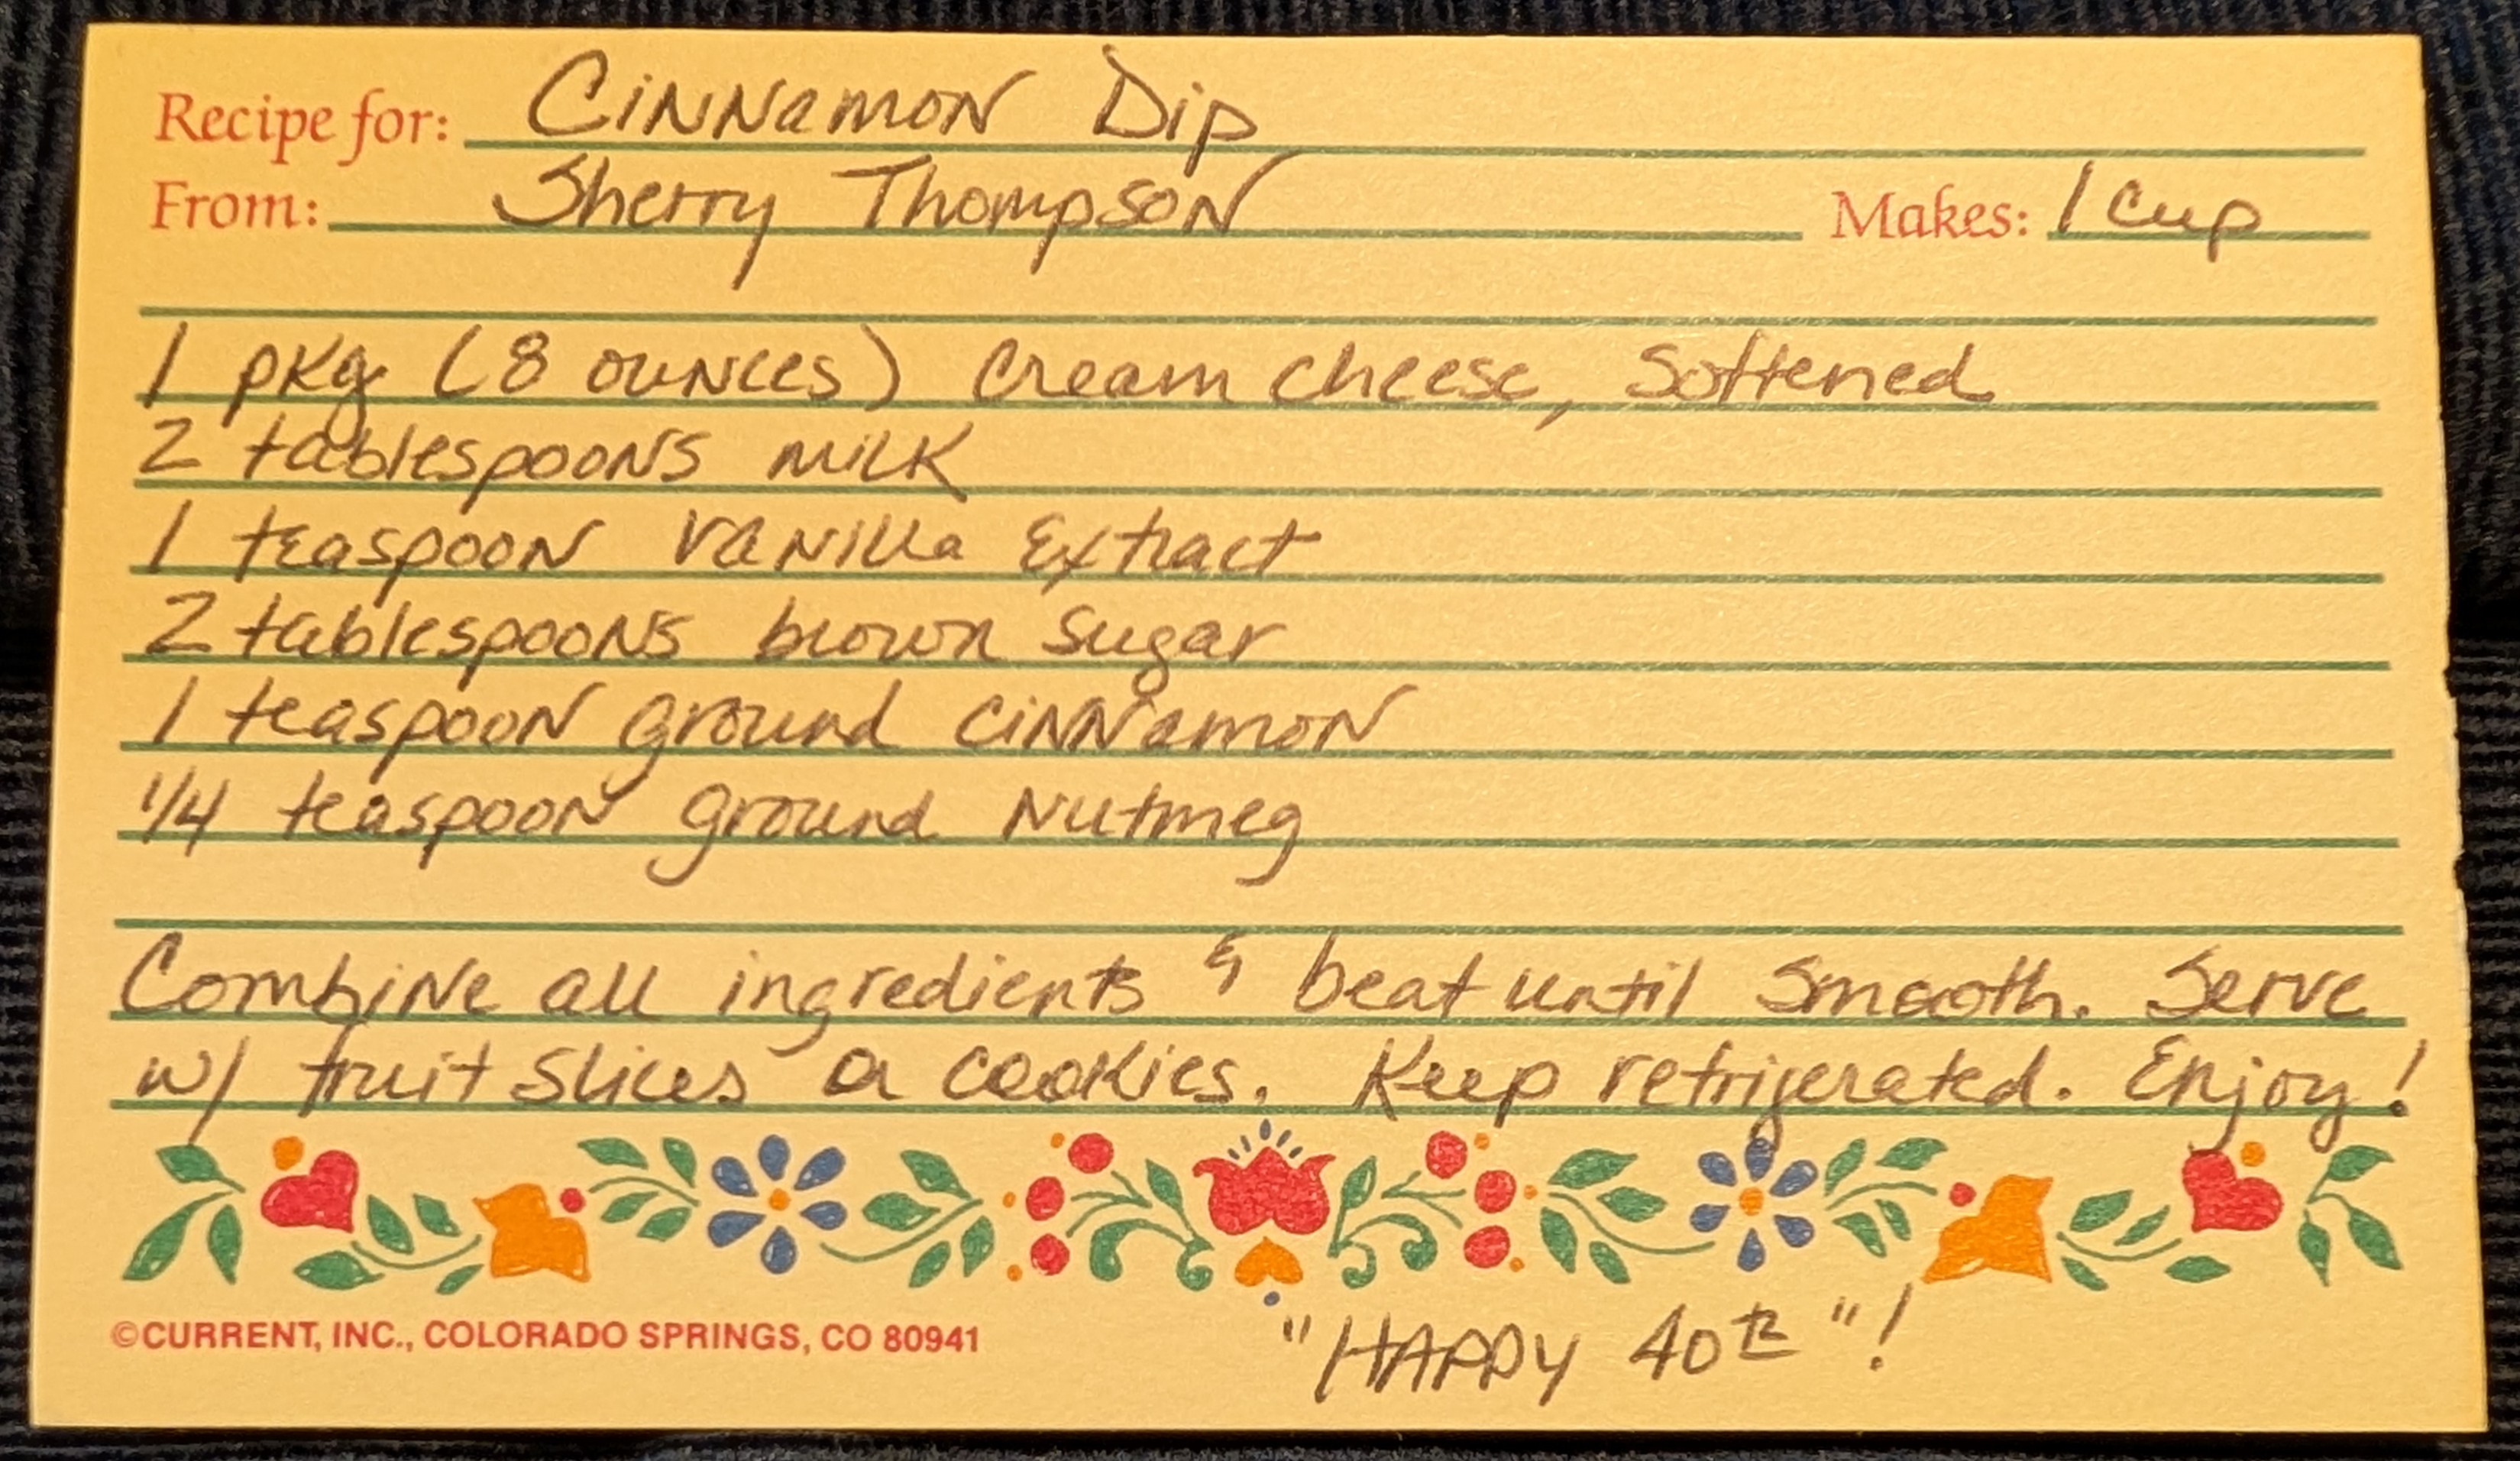 Recipe for: Cinnamon Dip
From: Sherry Thompson Makes: 1 cup
1 pkg (8 ounces) cream cheese, softened
2 tablespoons milk
1 teaspoon vanilla extract
2 tablespoons brown sugar
1 teaspoon ground cinnamon
1/4 teaspoon ground nutmeg
Combine all ingredients & beat until smooth. Serve
w/ fruit slices or cookies. Keep refrigerated. Enjoy!
©CURRENT, INC., COLORADO SPRINGS, CO 80941
"HAPPY 40th"!